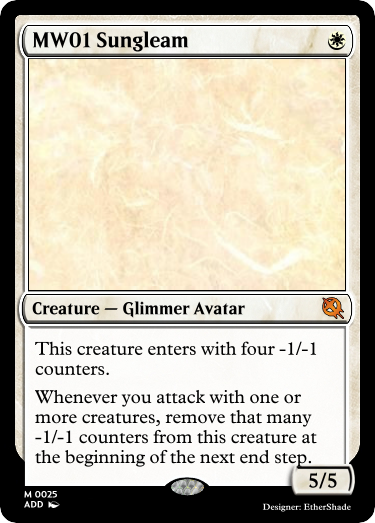 MW01 Sungleam
Creature — Glimmer Avatar
This creature enters with four -1/-1
counters.
Whenever you attack with one or
more creatures, remove that many
-1/-1 counters from this creature at
the beginning of the next end step.
5/5
M 0025
ADD
Designer: EtherShade